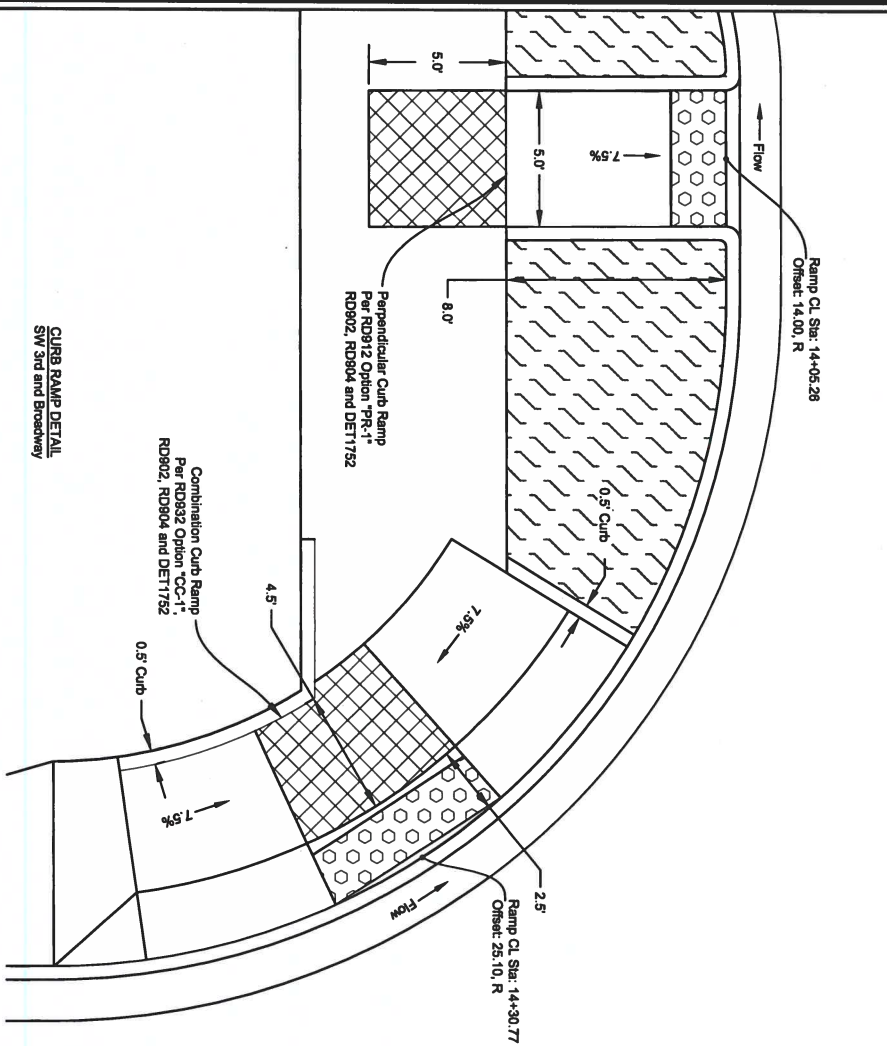 Ramp CL Sta: 14+05.28
Offset: 14.00, R
Flow
5.0'
5.0'
7.5%
8.0'
Perpendicular Curb Ramp
Per RD912 Option "PR-1"
RD902, RD904 and DET1752
0.5' Curb
7.5%
4.5'
2.5'
Ramp CL Sta: 14+30.77
Offset: 25.10, R
Flow
Combination Curb Ramp
Per RD932 Option "CC-1",
RD902, RD904 and DET1752
0.5' Curb
7.5%
CURB RAMP DETAIL
SW 3rd and Broadway